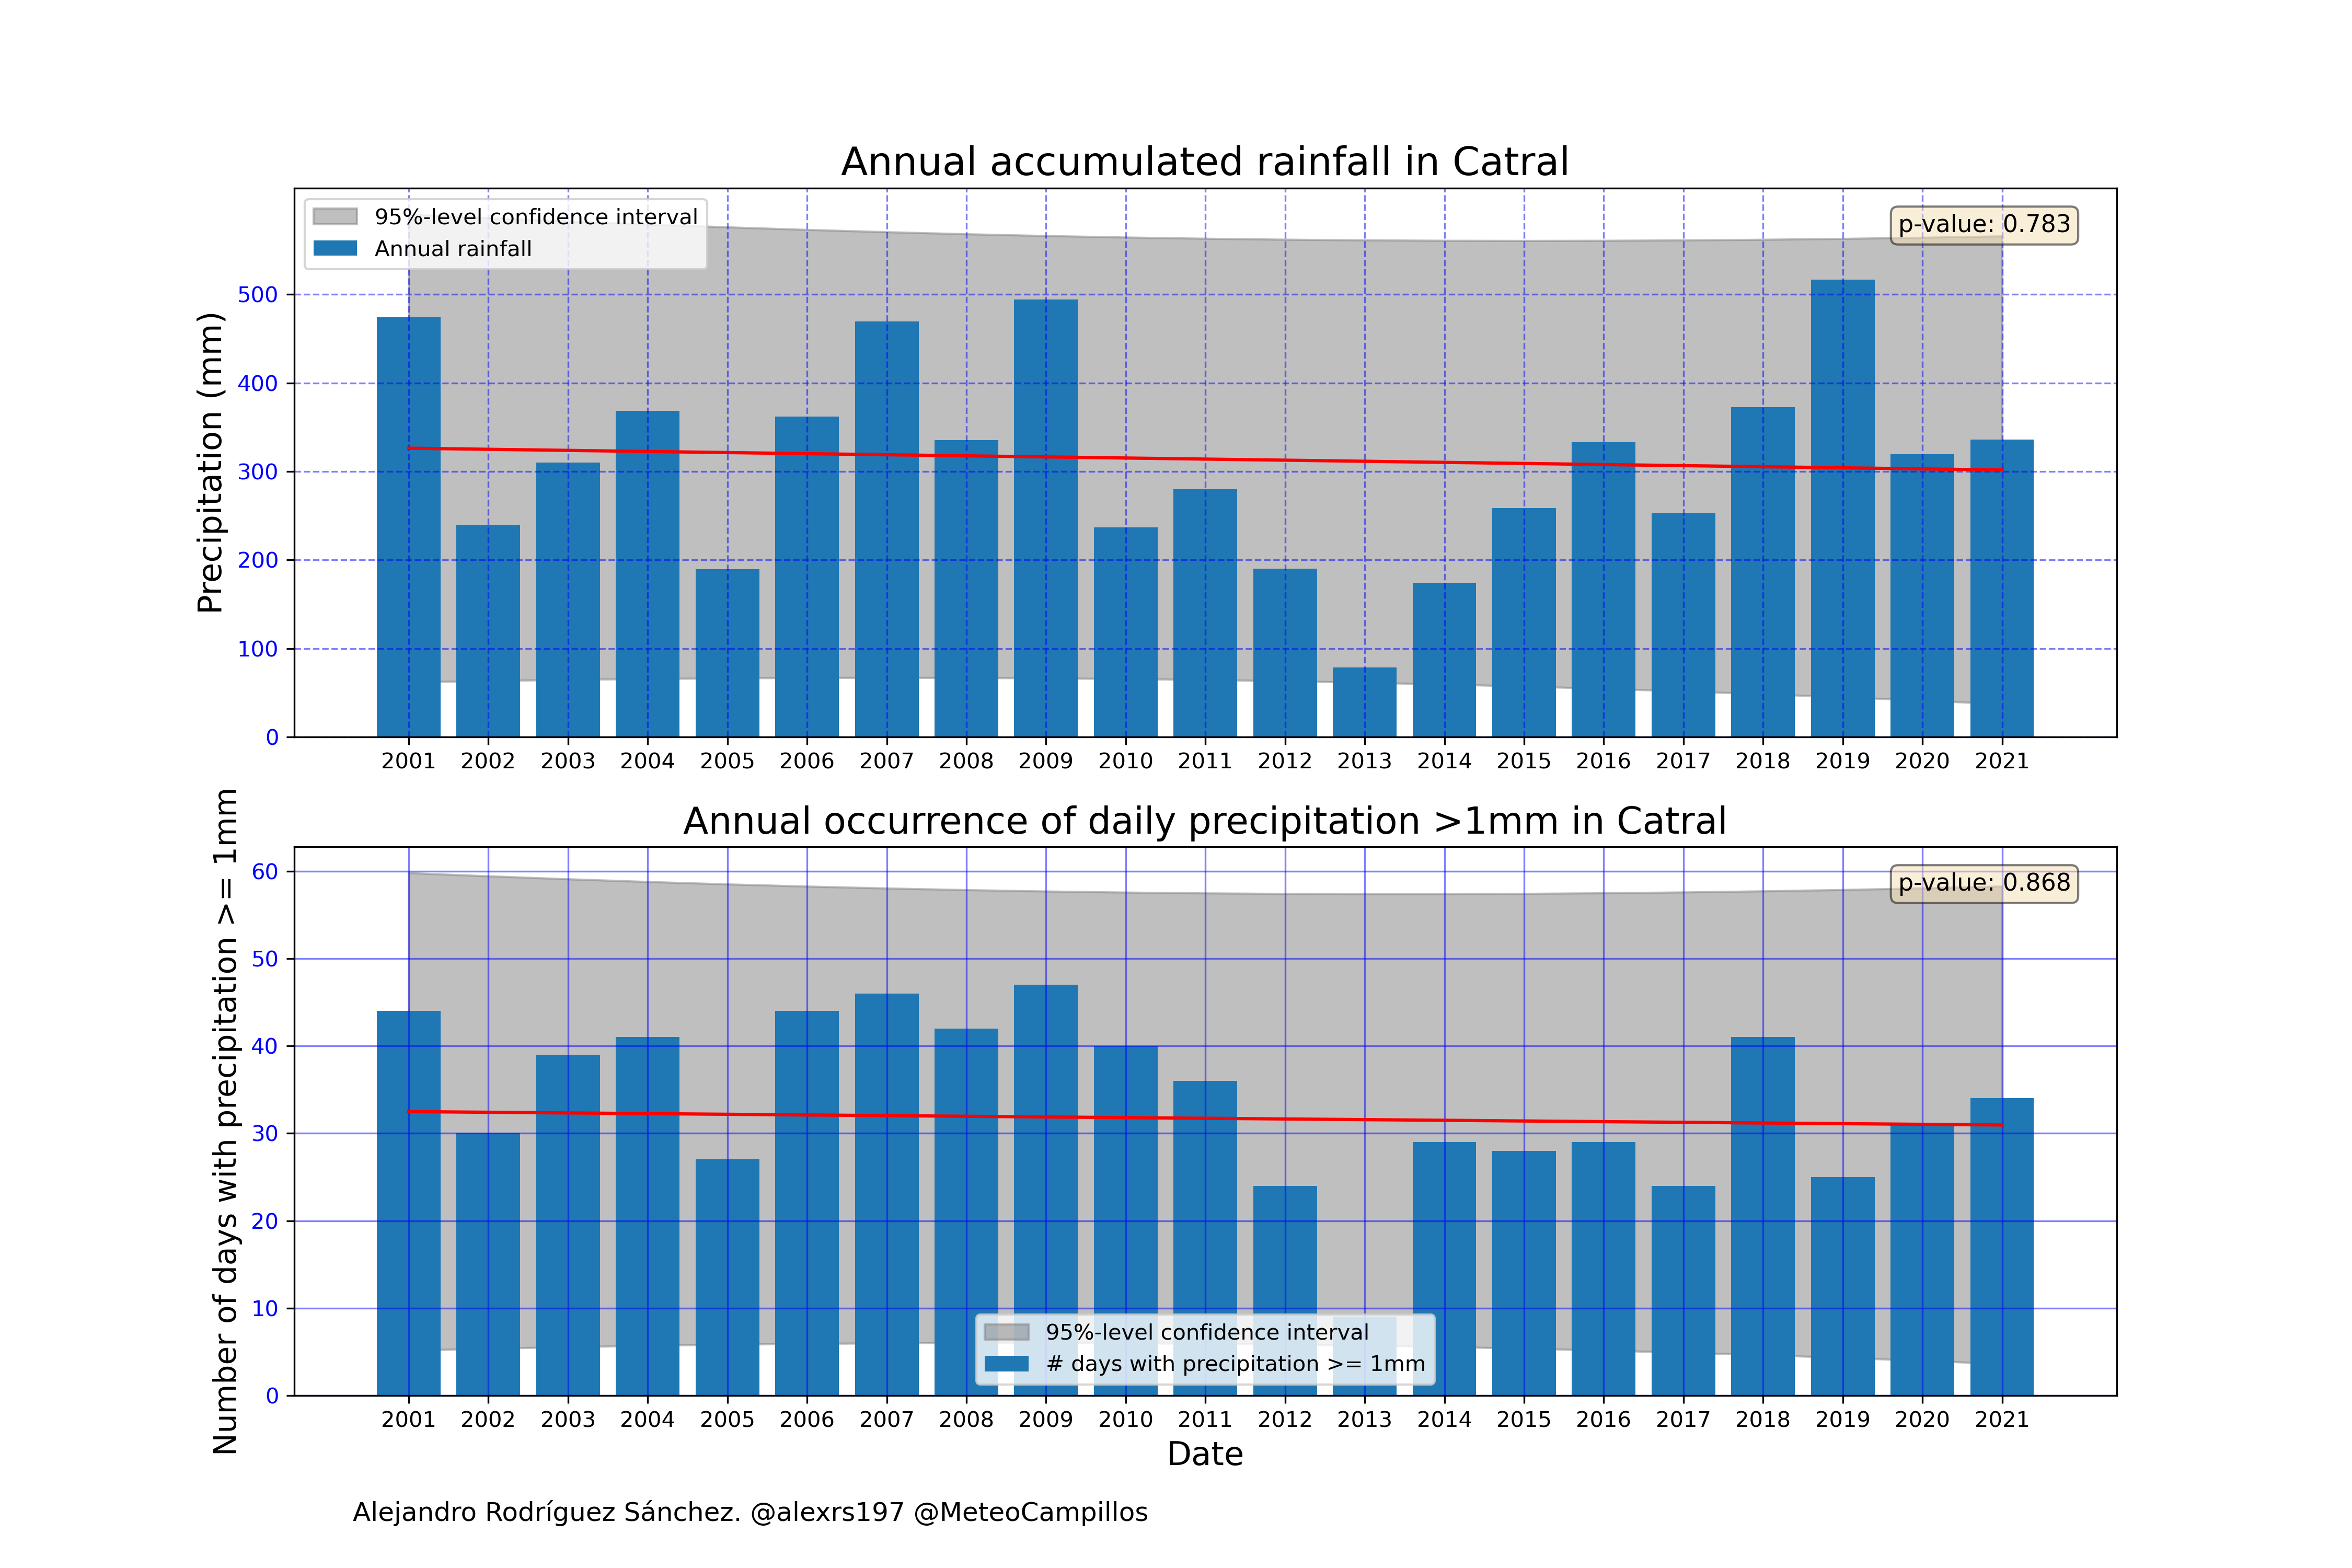 Annual accumulated rainfall in Catral
95%-level confidence interval
Annual rainfall
p-value: 0.783
Precipitation (mm)
500
400
300
200
100
0
2001 2002 2003 2004 2005 2006 2007 2008 2009 2010 2011 2012 2013 2014 2015 2016 2017 2018 2019 2020 2021
Annual occurrence of daily precipitation >1mm in Catral
p-value: 0.868
Number of days with precipitation >= 1mm
60
50
40
30
20
10
0
95%-level confidence interval
# days with precipitation >= 1mm
2001 2002 2003 2004 2005 2006 2007 2008 2009 2010 2011 2012 2013 2014 2015 2016 2017 2018 2019 2020 2021
Date
Alejandro Rodríguez Sánchez. @alexrs197 @MeteoCampillos